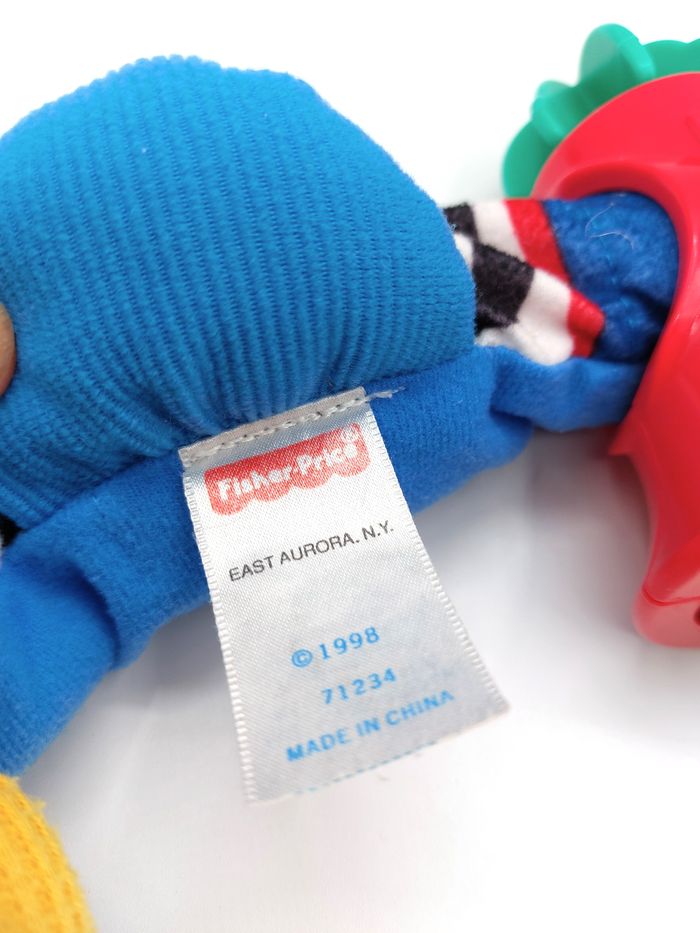 Fisher-Price®
EAST AURORA, N.Y.
©1998
71234
MADE IN CHINA